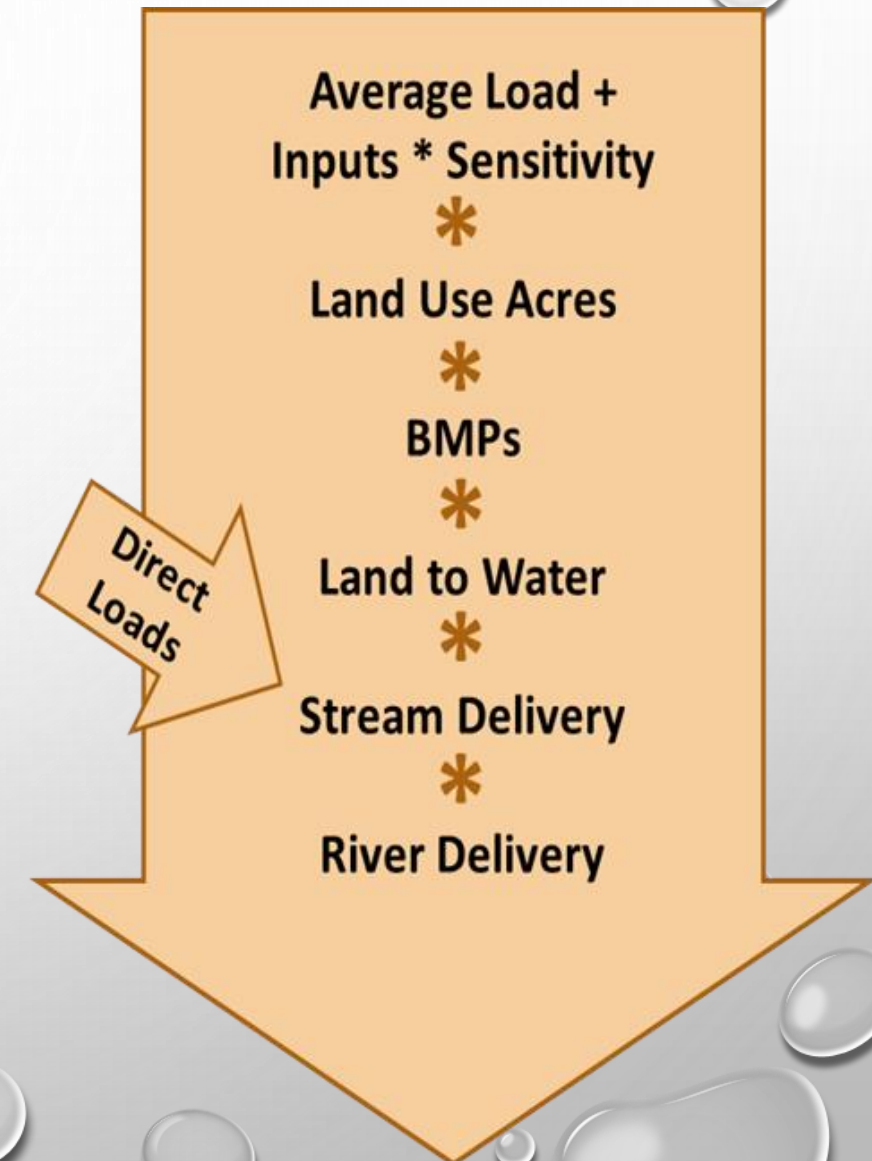 Average Load +
Inputs * Sensitivity
*
Land Use Acres
*
BMPs
*
Land to Water
*
Stream Delivery
*
River Delivery
Direct
Loads